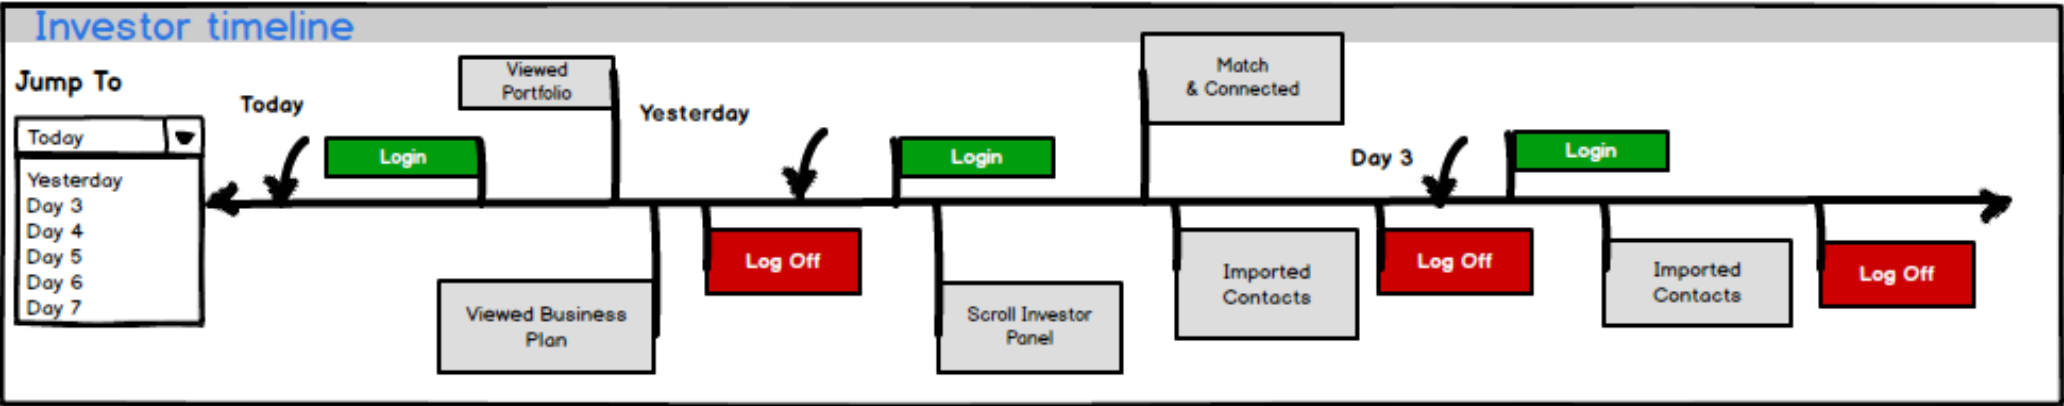 Investor timeline
Jump To
Today
Yesterday
Day 3
Day 4
Day 5
Day 6
Day 7
Today
Login
Viewed
Portfolio
Viewed Business
Plan
Log Off
Yesterday
Login
Scroll Investor
Panel
Match
& Connected
Imported
Contacts
Log Off
Day 3
Login
Imported
Contacts
Log Off